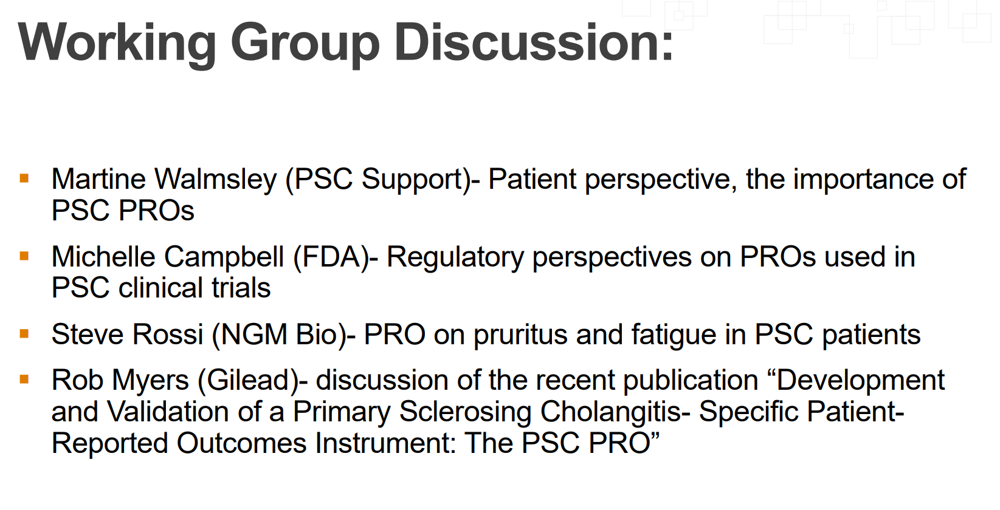 Working Group Discussion:
▪ Martine Walmsley (PSC Support)- Patient perspective, the importance of
PSC PROs
▪ Michelle Campbell (FDA)- Regulatory perspectives on PROs used in
PSC clinical trials
▪ Steve Rossi (NGM Bio)- PRO on pruritus and fatigue in PSC patients
▪ Rob Myers (Gilead)- discussion of the recent publication “Development
and Validation of a Primary Sclerosing Cholangitis- Specific Patient-
Reported Outcomes Instrument: The PSC PRO”